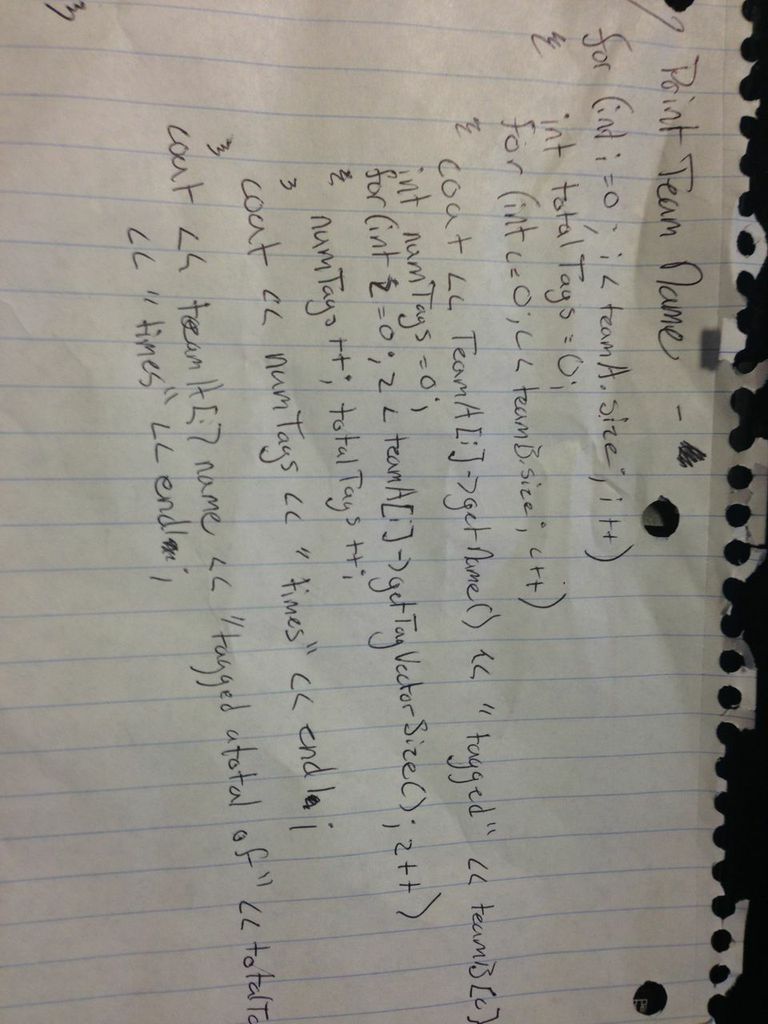 // Print Team Name -
for (int i=0; i < teamA.size; i++)
{
int totalTags = 0;
for (int c=0; c < teamB.size; c++)
{
cout << TeamA[i]->getName() << "tagged" << teamB[c]
int numTags = 0;
for (int z=0; z < teamA[i]->getTagVectorSize(); z++)
{
numTags++; totalTags++;
}
cout << numTags << "times" << endl;
}
cout << teamA[i] name << "tagged a total of" << totalTa
<< "times" << endl;
}